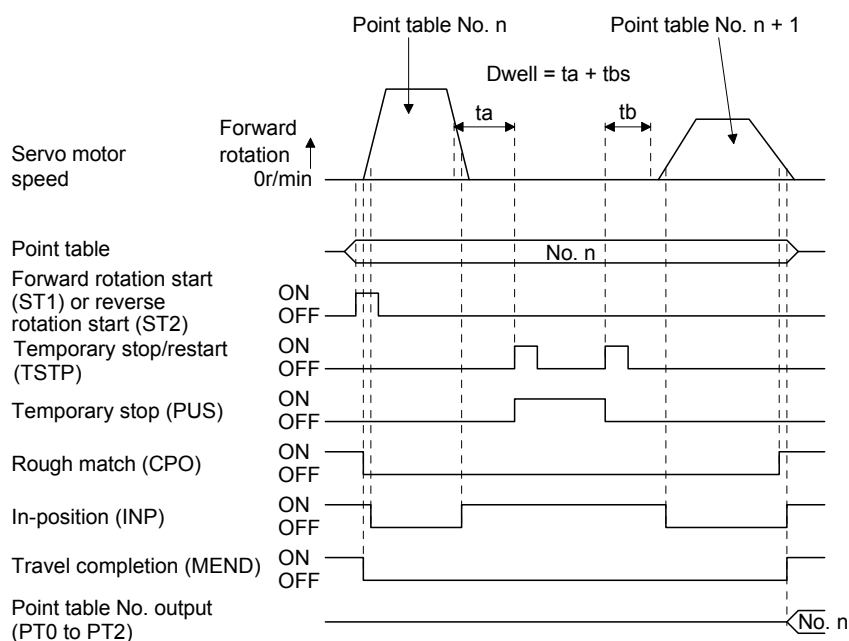 Point table No. n
Point table No. n + 1
Dwell = ta + tbs
ta
tb
Forward
rotation
0r/min
Servo motor
speed
Point table
No. n
Forward rotation start
(ST1) or reverse
rotation start (ST2)
ON
OFF
Temporary stop/restart
(TSTP)
ON
OFF
Temporary stop (PUS)
ON
OFF
Rough match (CPO)
ON
OFF
In-position (INP)
ON
OFF
Travel completion (MEND)
ON
OFF
Point table No. output
(PT0 to PT2)
No. n